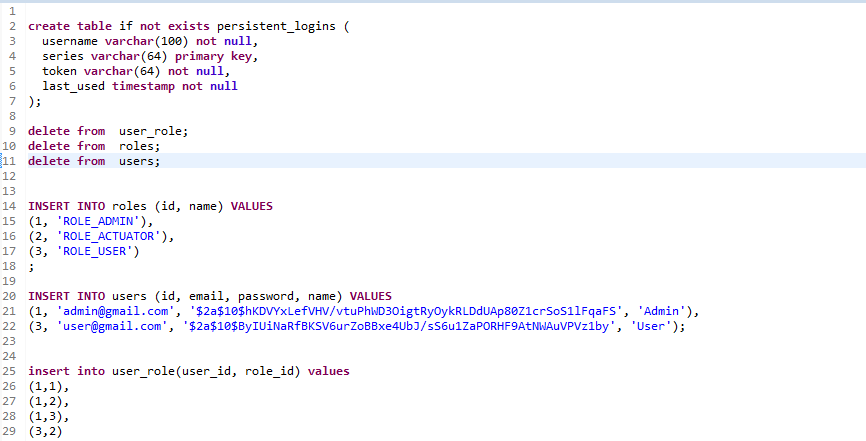 1
2 create table if not exists persistent_logins (
3 username varchar(100) not null,
4 series varchar(64) primary key,
5 token varchar(64) not null,
6 last_used timestamp not null
7 );
8
9 delete from  user_role;
10 delete from  roles;
11 delete from  users;
12
13
14 INSERT INTO roles (id, name) VALUES
15 (1, 'ROLE_ADMIN'),
16 (2, 'ROLE_ACTUATOR'),
17 (3, 'ROLE_USER')
18 ;
19
20 INSERT INTO users (id, email, password, name) VALUES
21 (1, 'admin@gmail.com', '$2a$10$hKDVYxLefVHV/vtuPhWD3OigtRyOykRLDdUAp80Z1crSoS1lFqaFS', 'Admin'),
22 (3, 'user@gmail.com', '$2a$10$ByIUiNaRfBKSV6urZoBBxe4UbJ/sS6u1ZaPORHF9AtNWAuVPVz1by', 'User');
23
24
25 insert into user_role(user_id, role_id) values
26 (1,1),
27 (1,2),
28 (1,3),
29 (3,2)